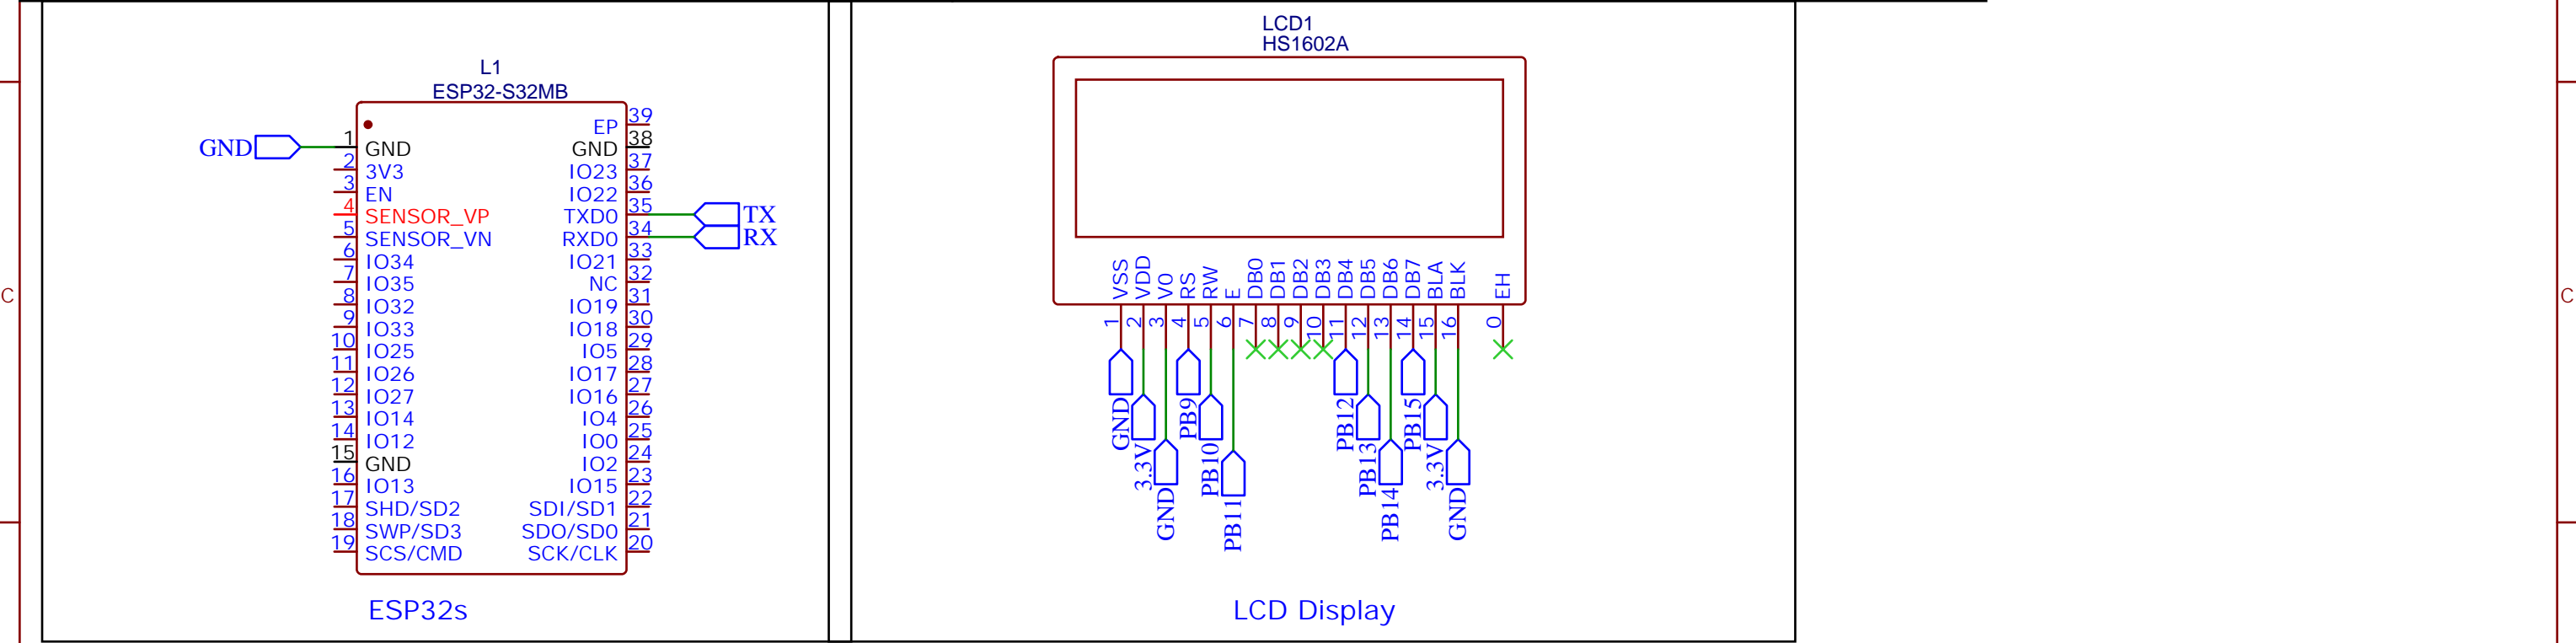 L1
ESP32-S32MB
GND
1 GND
2 3V3
3 EN
4 SENSOR_VP
5 SENSOR_VN
6 IO34
7 IO35
8 IO32
9 IO33
10 IO25
11 IO26
12 IO27
13 IO14
14 IO12
15 GND
16 IO13
17 SHD/SD2
18 SWP/SD3
19 SCS/CMD
EP 39
GND 38
IO23 37
IO22 36
TXD0 35 TX
RXD0 34 RX
IO21 33
NC 32
IO19 31
IO18 30
IO5 29
IO17 28
IO16 27
IO4 26
IO0 25
IO2 24
IO15 23
SDI/SD1 22
SDO/SD0 21
SCK/CLK 20
ESP32s
LCD1
HS1602A
VSS 1 GND
VDD 2 3.3V
V0 3 GND
RS 4 PB9
RW 5 PB10
E 6 PB11
DB0 7
DB1 8
DB2 9
DB3 10
DB4 11 PB12
DB5 12 PB13
DB6 13 PB14
DB7 14 PB15
BLA 15 3.3V
BLK 16 GND
EH 0
LCD Display
C
C